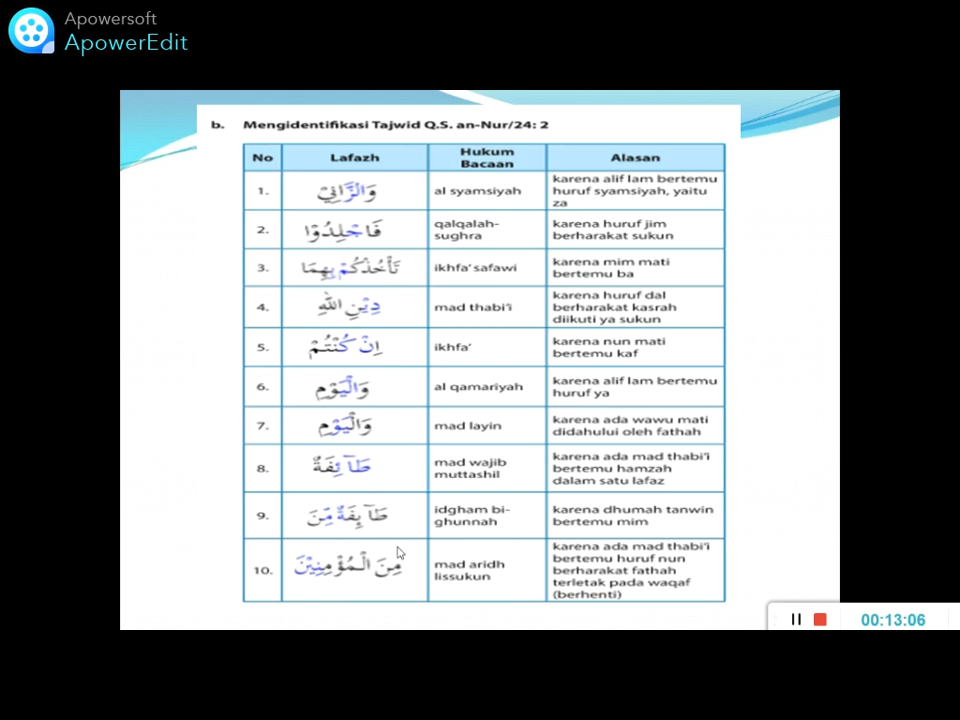 Apowersoft
ApowerEdit
b. Mengidentifikasi Tajwid Q.S. an-Nur/24: 2
No Lafazh Hukum Bacaan Alasan
1. وَالزَّانِيْ al syamsiyah karena alif lam bertemu huruf syamsiyah, yaitu za
2. فَاجْلِدُوْا qalqalah-sughra karena huruf jim berharakat sukun
3. تَأْخُذْكُمْ بِهِمَا ikhfa' safawi karena mim mati bertemu ba
4. دِيْنِ اللهِ mad thabi'i karena huruf dal berharakat kasrah diikuti ya sukun
5. اِنْ كُنْتُمْ ikhfa' karena nun mati bertemu kaf
6. وَالْيَوْمِ al qamariyah karena alif lam bertemu huruf ya
7. وَالْيَوْمِ mad layin karena ada wawu mati didahului oleh fathah
8. طَآئِفَةٌ mad wajib muttashil karena ada mad thabi'i bertemu hamzah dalam satu lafaz
9. طَآئِفَةٌ مِّنَ idgham bi-ghunnah karena dhumah tanwin bertemu mim
10. مِنَ الْمُؤْمِنِيْنَ mad aridh lissukun karena ada mad thabi'i bertemu huruf nun berharakat fathah terletak pada waqaf (berhenti)
00:13:06